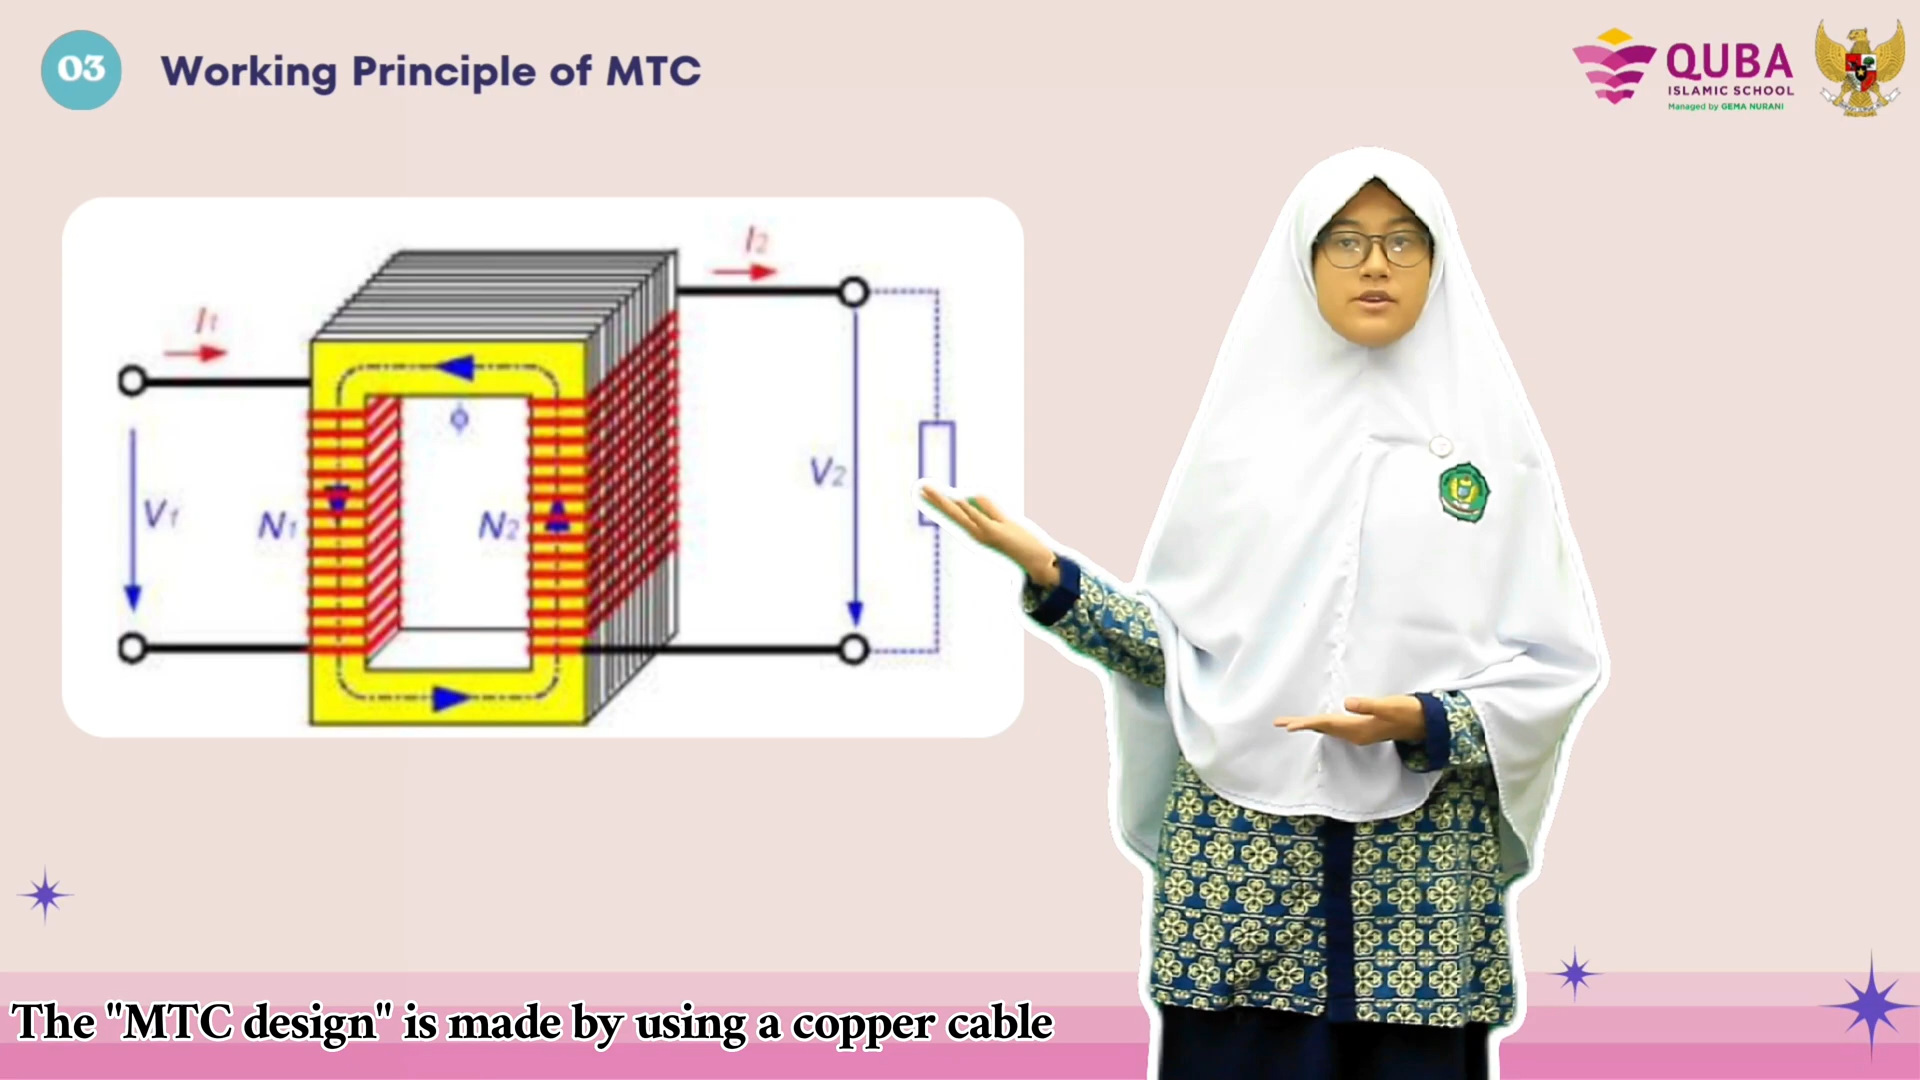 03
Working Principle of MTC
QUBA
ISLAMIC SCHOOL
Managed by GEMA NURANI
I2
I1
ϕ
V2
V1
N1
N2
The "MTC design" is made by using a copper cable